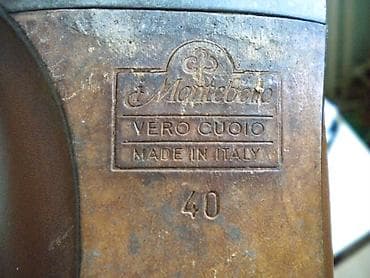 Montebello
VERO CUOIO
MADE IN ITALY
40